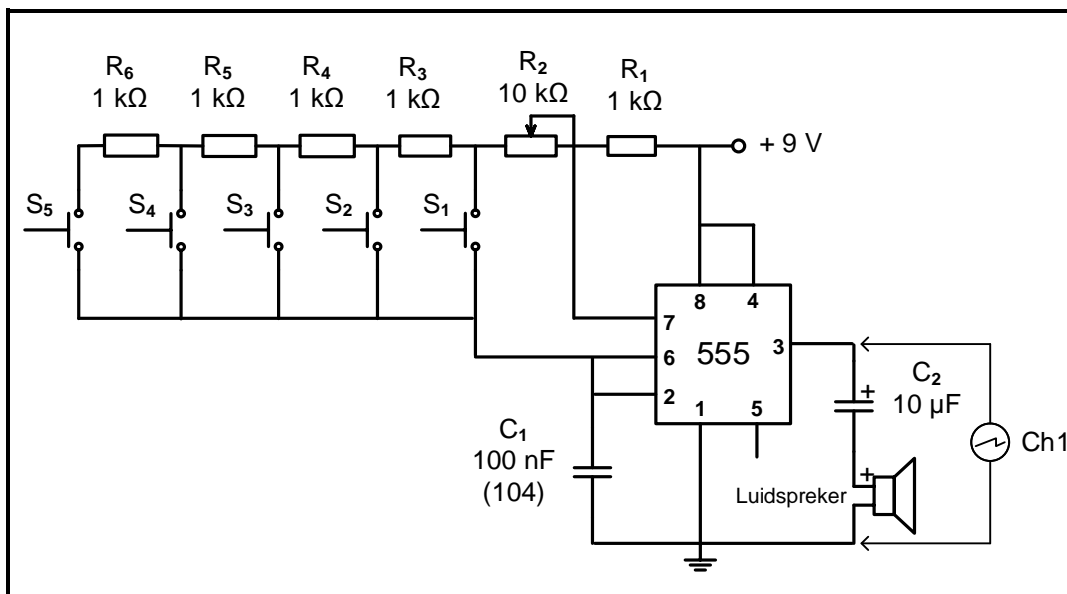 R₆
1 kΩ
R₅
1 kΩ
R₄
1 kΩ
R₃
1 kΩ
R₂
10 kΩ
R₁
1 kΩ
+ 9 V
S₅
S₄
S₃
S₂
S₁
8
4
7
555
3
6
2
1
5
C₁
100 nF
(104)
+
C₂
10 µF
Ch1
+
Luidspreker